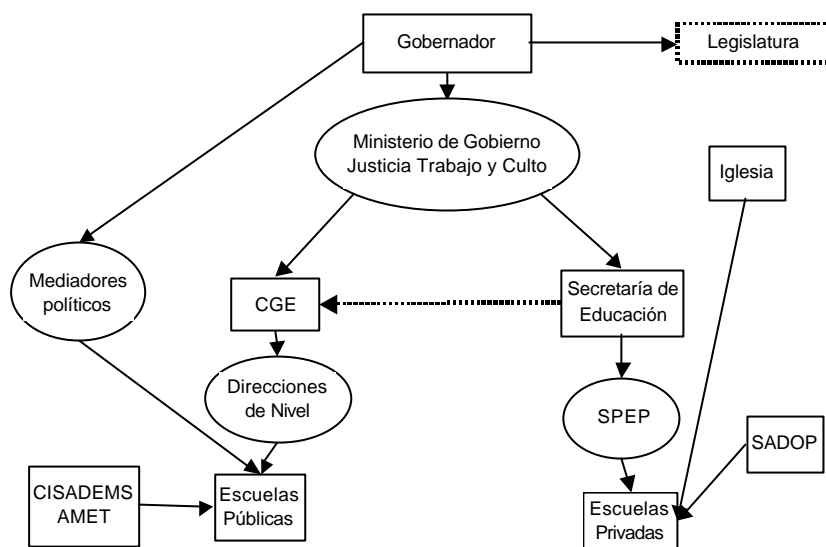 Gobernador
Legislatura
Ministerio de Gobierno
Justicia Trabajo y Culto
Iglesia
Mediadores
políticos
CGE
Secretaría de
Educación
Direcciones
de Nivel
SPEP
CISADEMS
AMET
Escuelas
Públicas
Escuelas
Privadas
SADOP